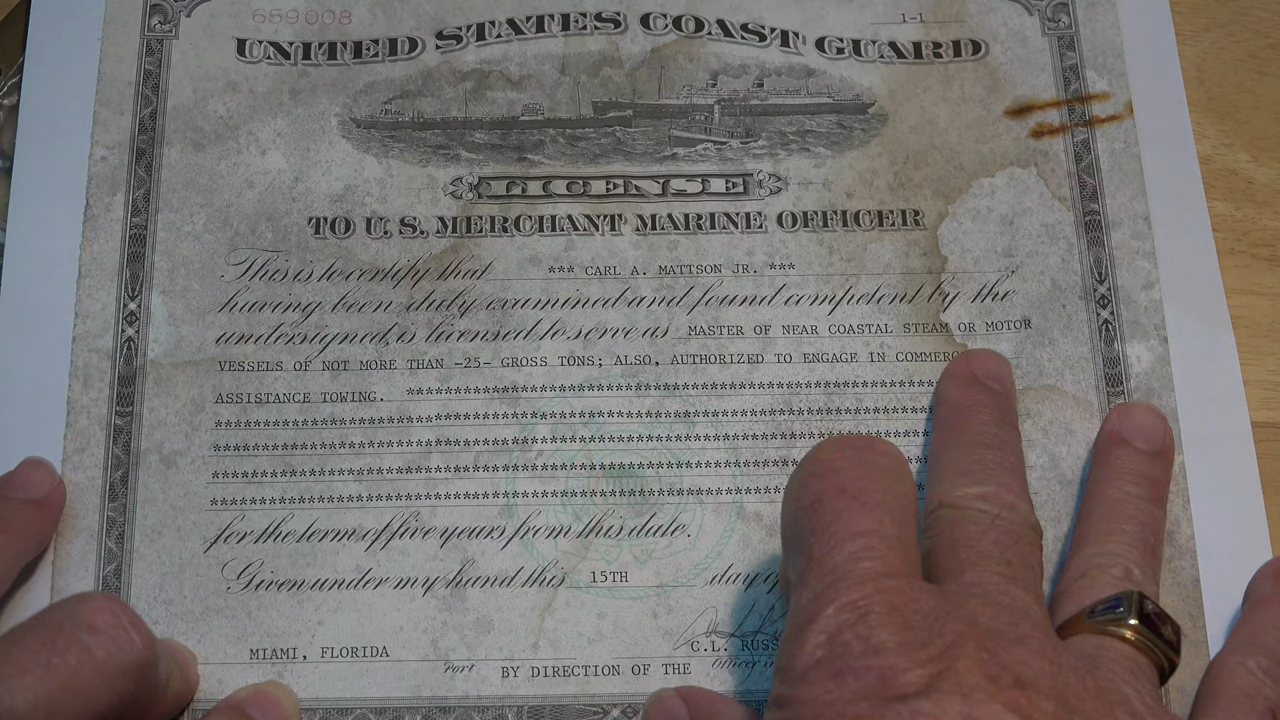 659008
1-1
UNITED STATES COAST GUARD
LICENSE
TO U.S. MERCHANT MARINE OFFICER
This is to certify that *** CARL A. MATTSON JR. ***
having been duly examined and found competent by the
undersigned, is licensed to serve as MASTER OF NEAR COASTAL STEAM OR MOTOR
VESSELS OF NOT MORE THAN -25- GROSS TONS; ALSO, AUTHORIZED TO ENGAGE IN COMMERC
ASSISTANCE TOWING. ****************************************************
for the term of five years from this date.
Given under my hand this 15TH day
C.L. RUSS
MIAMI, FLORIDA
Port
Officer in
BY DIRECTION OF THE